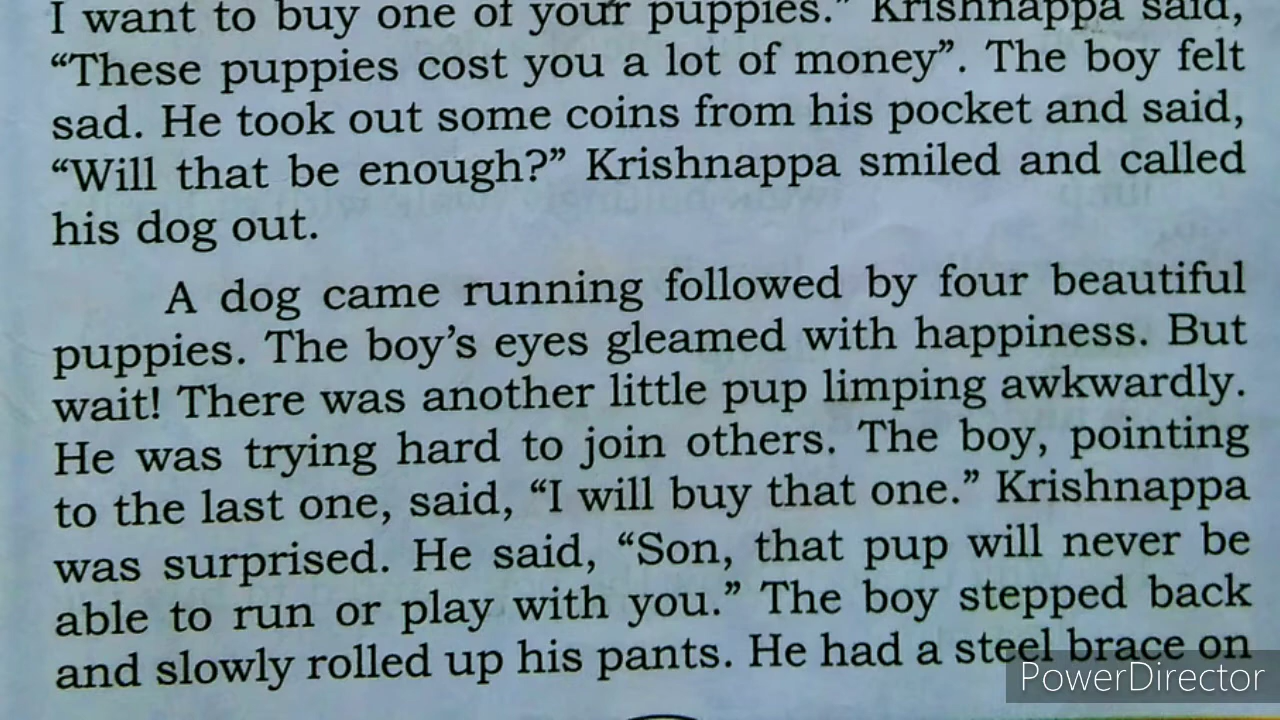 I want to buy one of your puppies.” Krishnappa said,
“These puppies cost you a lot of money”. The boy felt
sad. He took out some coins from his pocket and said,
“Will that be enough?” Krishnappa smiled and called
his dog out.
A dog came running followed by four beautiful
puppies. The boy’s eyes gleamed with happiness. But
wait! There was another little pup limping awkwardly.
He was trying hard to join others. The boy, pointing
to the last one, said, “I will buy that one.” Krishnappa
was surprised. He said, “Son, that pup will never be
able to run or play with you.” The boy stepped back
and slowly rolled up his pants. He had a steel brace on
PowerDirector